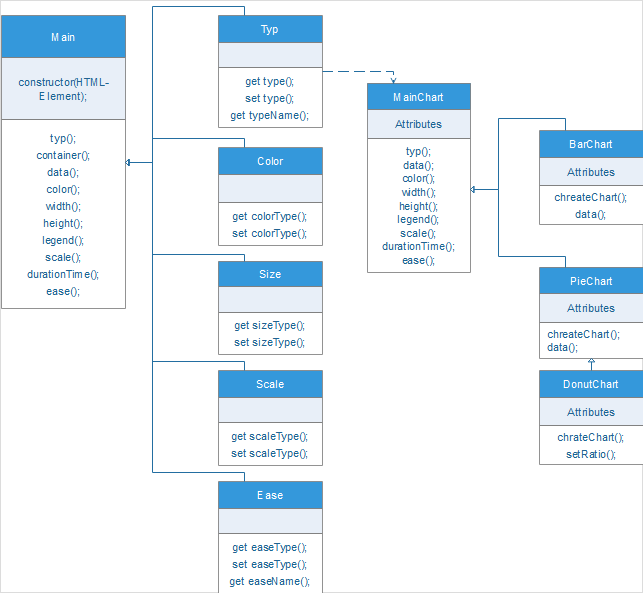 Main
constructor(HTML-
Element);
typ();
container();
data();
color();
width();
height();
legend();
scale();
durationTime();
ease();
Typ
get type();
set type();
get typeName();
Color
get colorType();
set colorType();
Size
get sizeType();
set sizeType();
Scale
get scaleType();
set scaleType();
Ease
get easeType();
set easeType();
get easeName();
MainChart
Attributes
typ();
data();
color();
width();
height();
legend();
scale();
durationTime();
ease();
BarChart
Attributes
chreateChart();
data();
PieChart
Attributes
chreateChart();
data();
DonutChart
Attributes
chrateChart();
setRatio();